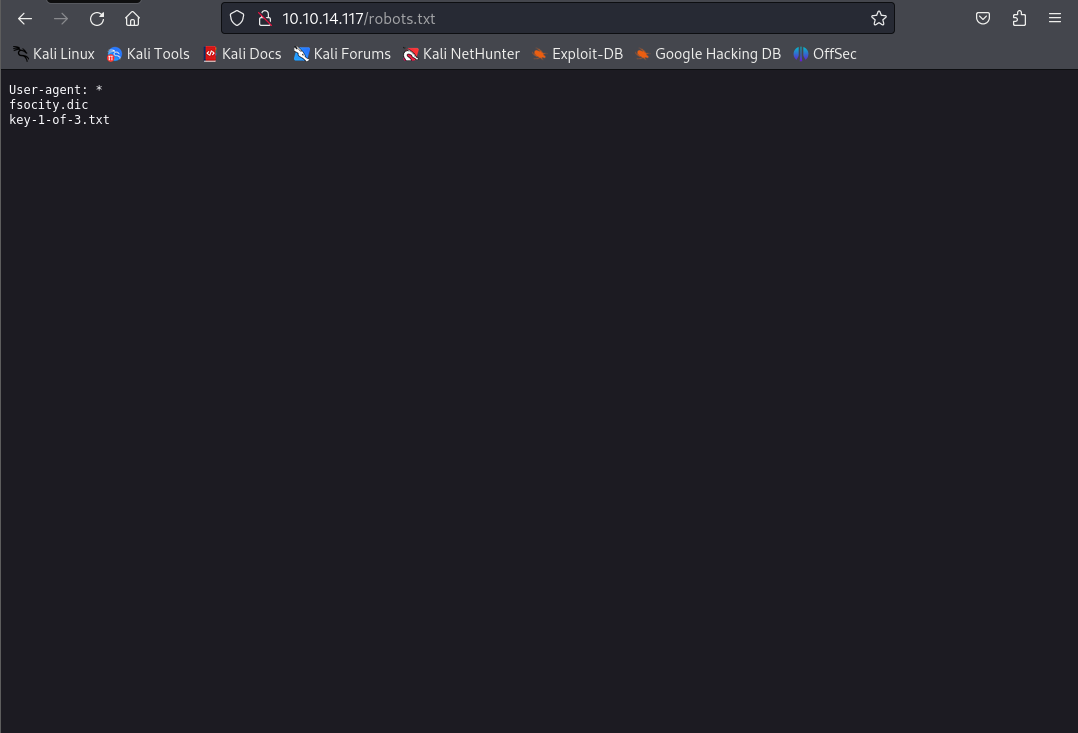 10.10.14.117/robots.txt
Kali Linux Kali Tools Kali Docs Kali Forums Kali NetHunter Exploit-DB Google Hacking DB OffSec
User-agent: *
fsocity.dic
key-1-of-3.txt